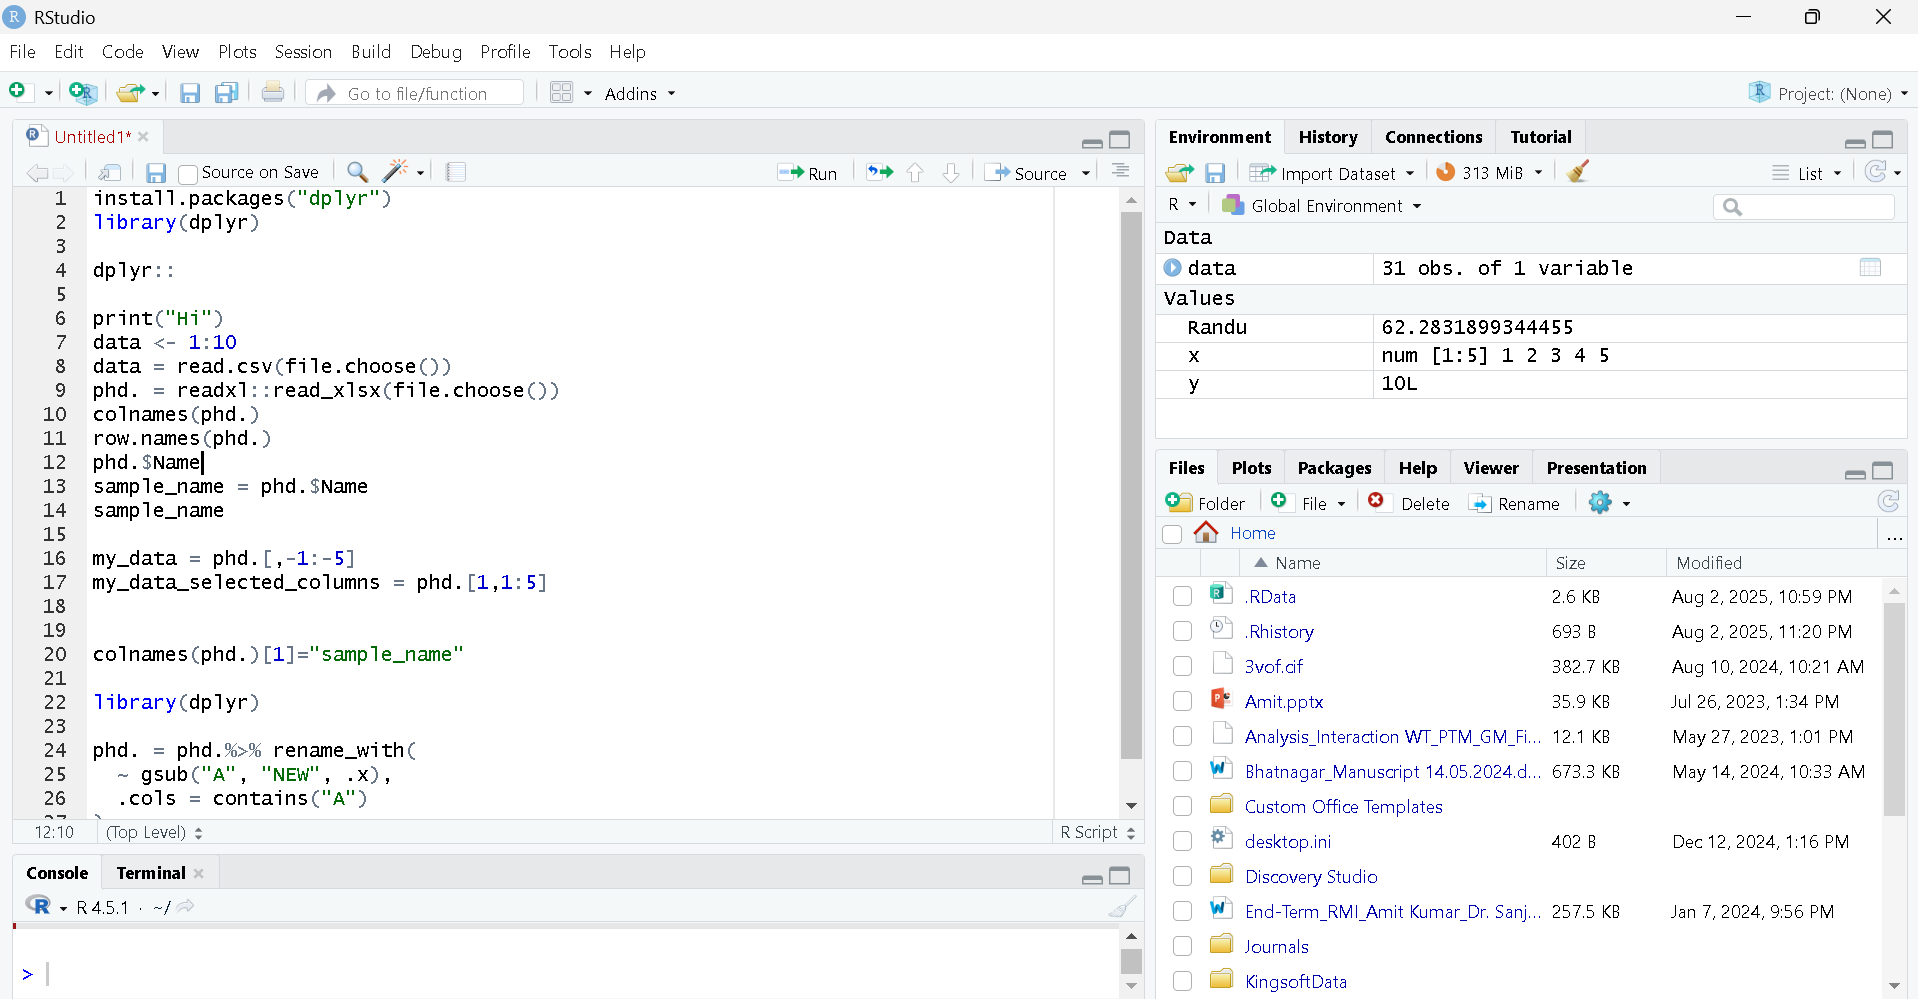 RStudio
File Edit Code View Plots Session Build Debug Profile Tools Help
Go to file/function Addins Project: (None)
Untitled1*
Source on Save Run Source
1 install.packages("dplyr")
2 library(dplyr)
3
4 dplyr::
5
6 print("Hi")
7 data <- 1:10
8 data = read.csv(file.choose())
9 phd. = readxl::read_xlsx(file.choose())
10 colnames(phd.)
11 row.names(phd.)
12 phd.$Name
13 sample_name = phd.$Name
14 sample_name
15
16 my_data = phd.[,-1:-5]
17 my_data_selected_columns = phd.[1,1:5]
18
19
20 colnames(phd.)[1]="sample_name"
21
22 library(dplyr)
23
24 phd. = phd.%>% rename_with(
25 ~ gsub("A", "NEW", .x),
26 .cols = contains("A")
12:10 (Top Level) R Script
Console Terminal
R 4.5.1 · ~/
>
Environment History Connections Tutorial
Import Dataset 313 MiB List
R Global Environment
Data
data 31 obs. of 1 variable
Values
Randu 62.2831899344455
x num [1:5] 1 2 3 4 5
y 10L
Files Plots Packages Help Viewer Presentation
Folder File Delete Rename
Home ...
Name Size Modified
.RData 2.6 KB Aug 2, 2025, 10:59 PM
.Rhistory 693 B Aug 2, 2025, 11:20 PM
3vof.cif 382.7 KB Aug 10, 2024, 10:21 AM
Amit.pptx 35.9 KB Jul 26, 2023, 1:34 PM
Analysis_Interaction WT_PTM_GM_Fi... 12.1 KB May 27, 2023, 1:01 PM
Bhatnagar_Manuscript 14.05.2024.d... 673.3 KB May 14, 2024, 10:33 AM
Custom Office Templates
desktop.ini 402 B Dec 12, 2024, 1:16 PM
Discovery Studio
End-Term_RMI_Amit Kumar_Dr. Sanj... 257.5 KB Jan 7, 2024, 9:56 PM
Journals
KingsoftData